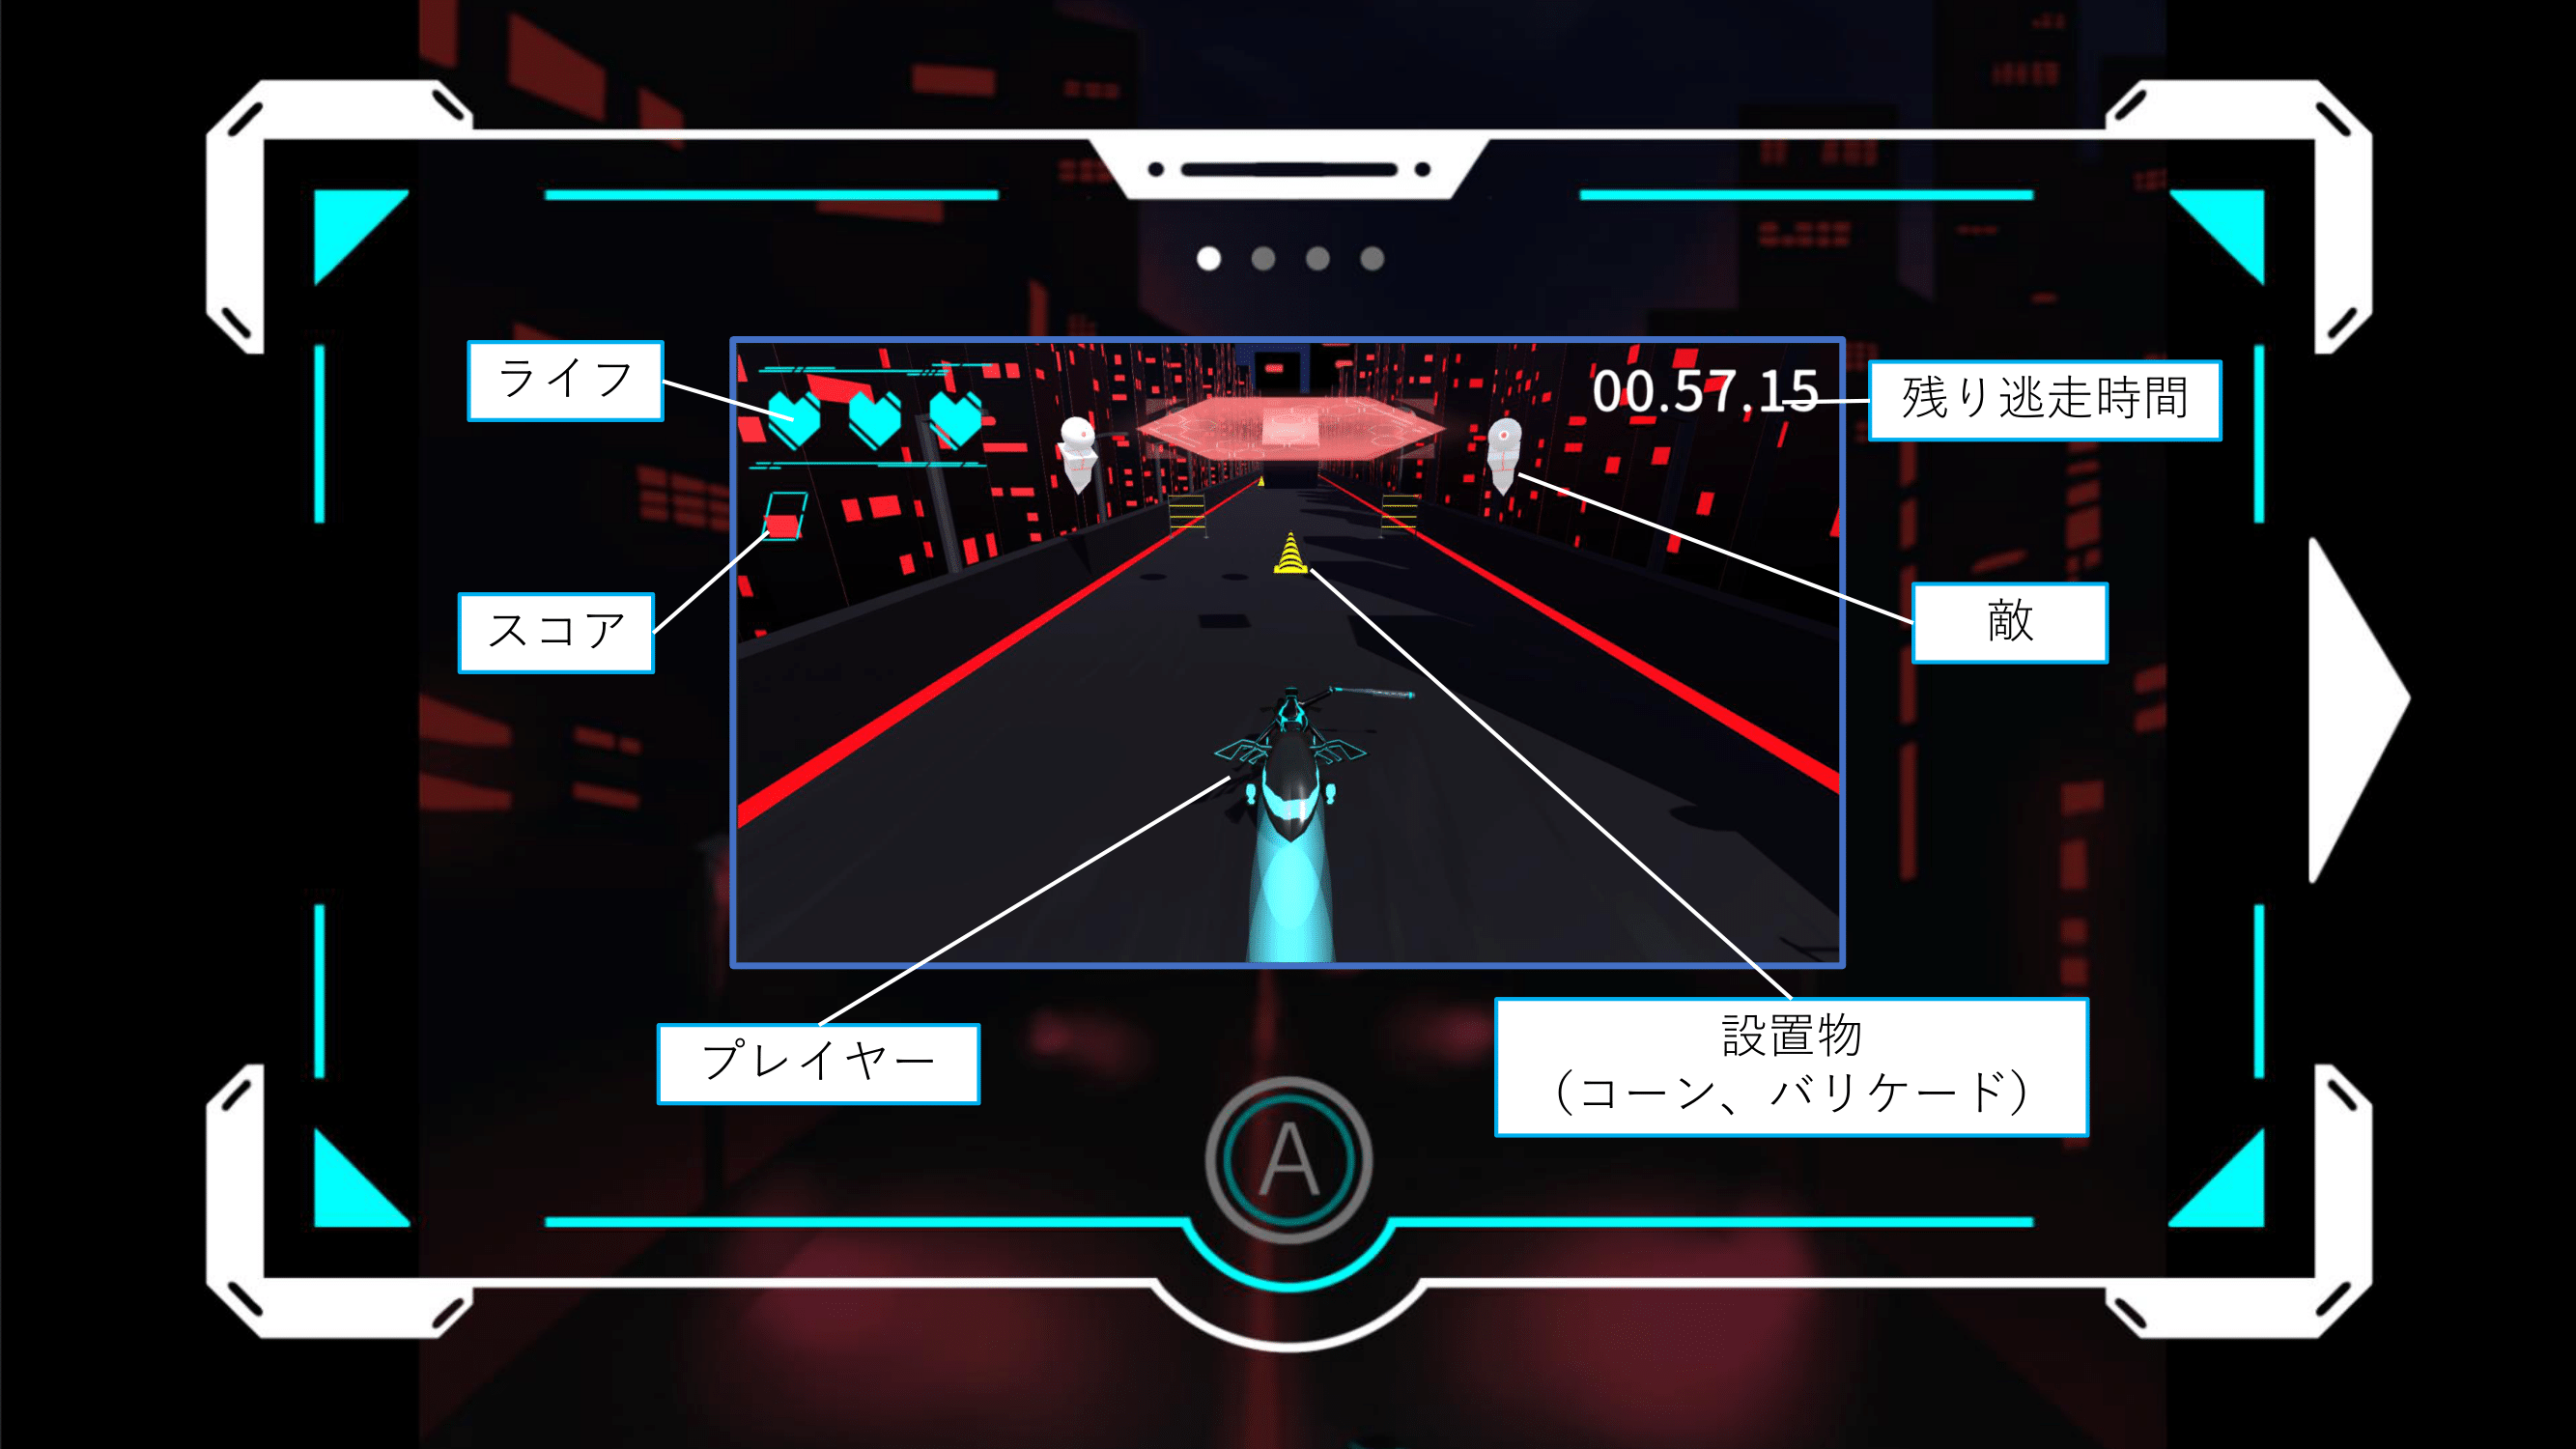 ライフ
00.57.15
残り逃走時間
スコア
敵
プレイヤー
設置物
（コーン、バリケード）
A